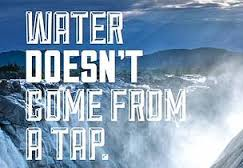 WATER
DOESN'T
COME FROM
A TAP.